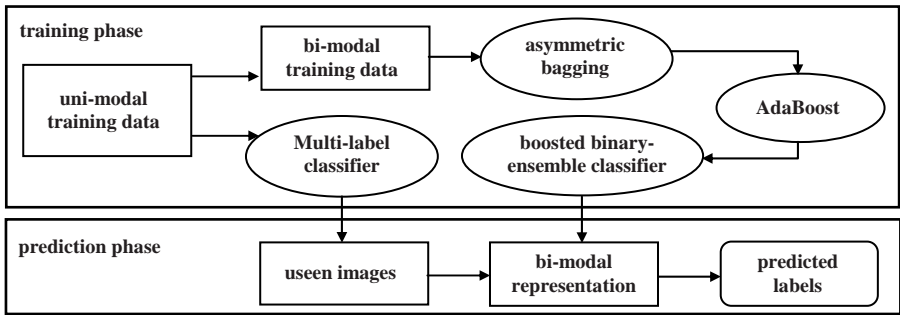 training phase
bi-modal
training data
asymmetric
bagging
uni-modal
training data
AdaBoost
Multi-label
classifier
boosted binary-
ensemble classifier
prediction phase
useen images
bi-modal
representation
predicted
labels